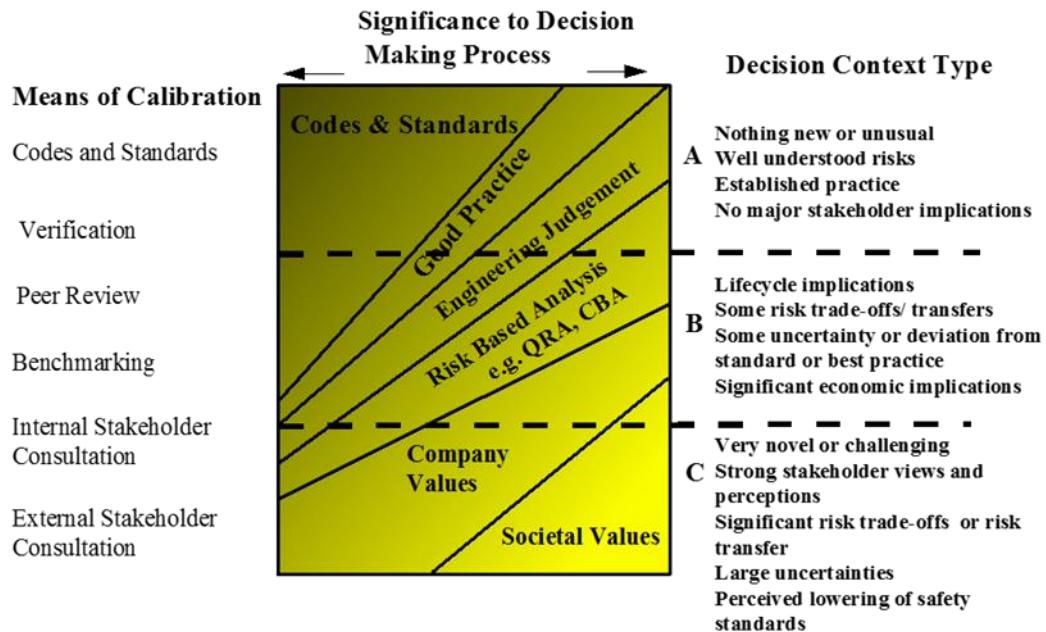 Significance to Decision
Making Process
Means of Calibration
Codes and Standards
Verification
Peer Review
Benchmarking
Internal Stakeholder
Consultation
External Stakeholder
Consultation
Codes & Standards
Good Practice
Engineering Judgement
Risk Based Analysis
e.g. QRA, CBA
Company
Values
Societal Values
Decision Context Type
A
Nothing new or unusual
Well understood risks
Established practice
No major stakeholder implications
B
Lifecycle implications
Some risk trade-offs/ transfers
Some uncertainty or deviation from
standard or best practice
Significant economic implications
C
Very novel or challenging
Strong stakeholder views and
perceptions
Significant risk trade-offs or risk
transfer
Large uncertainties
Perceived lowering of safety
standards